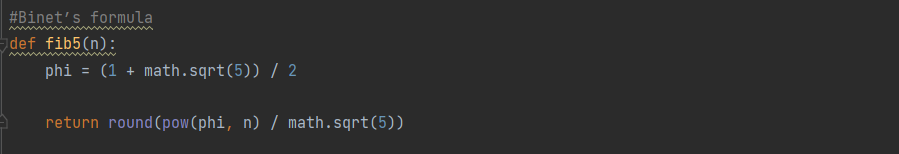 #Binet’s formula
def fib5(n):
    phi = (1 + math.sqrt(5)) / 2
    return round(pow(phi, n) / math.sqrt(5))